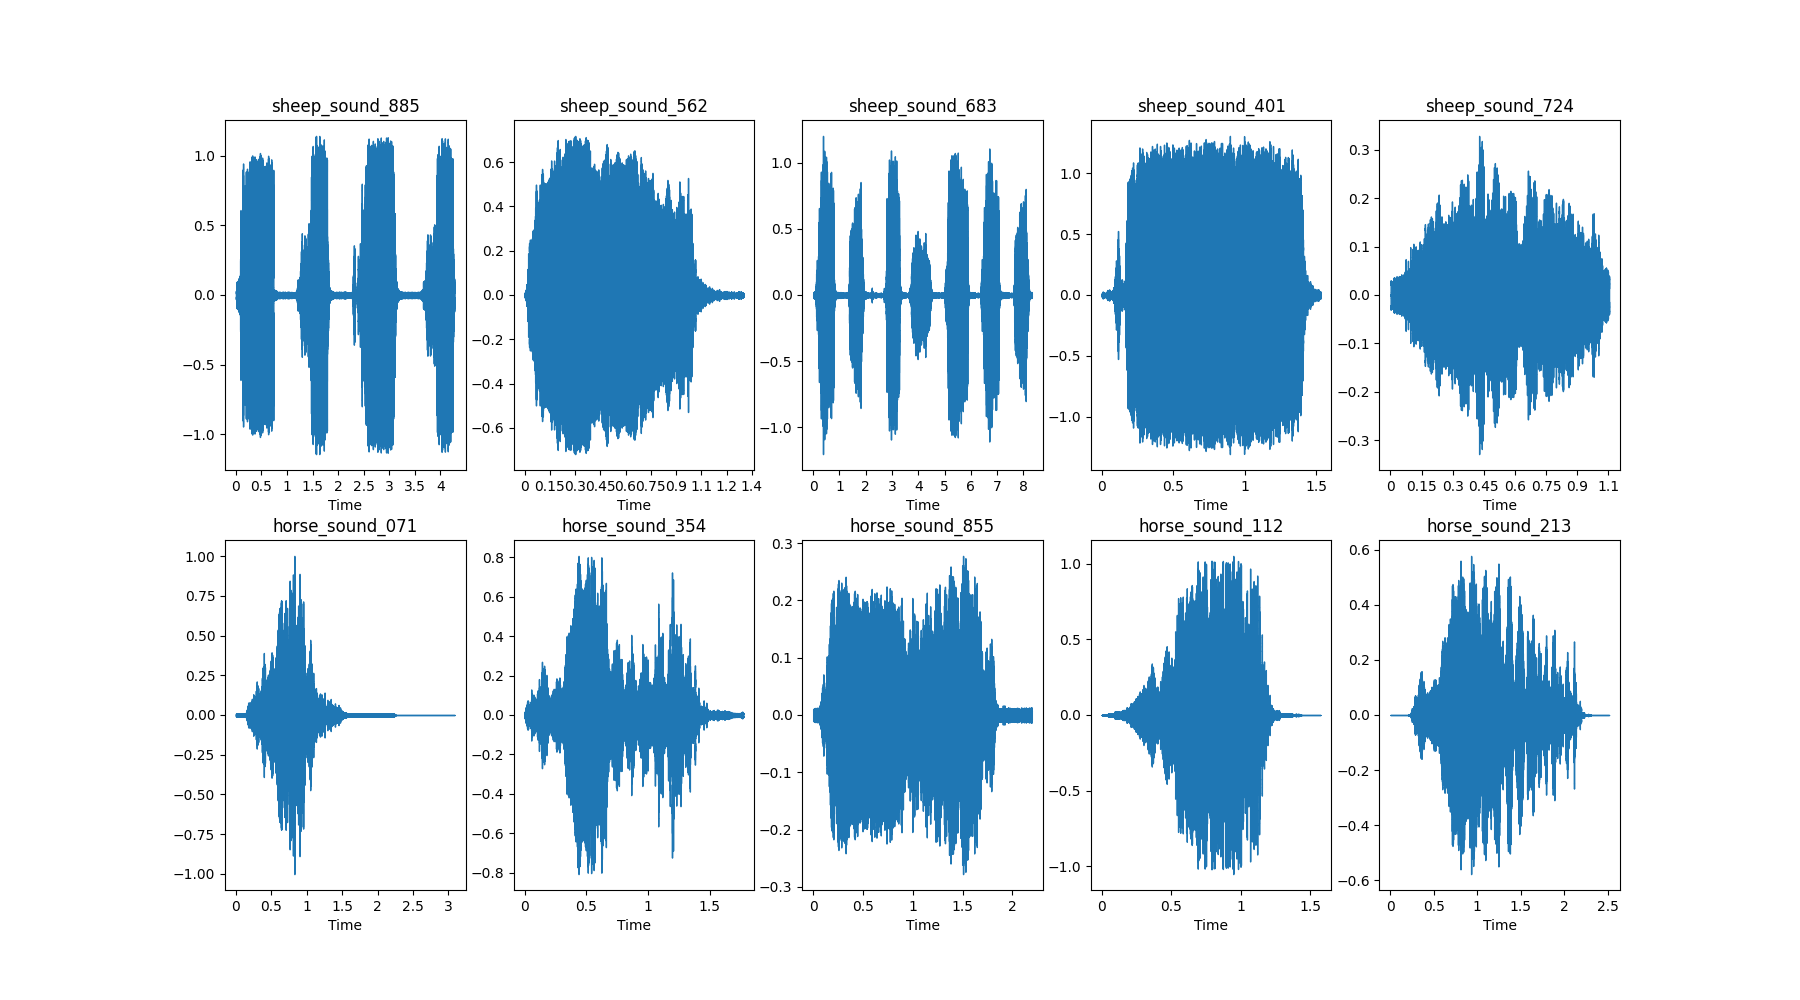 sheep_sound_885
1.0
0.5
0.0
−0.5
−1.0
0 0.5 1 1.5 2 2.5 3 3.5 4
Time
sheep_sound_562
0.6
0.4
0.2
0.0
−0.2
−0.4
−0.6
0 0.15 0.30 0.45 0.60 0.75 0.9 1.1 1.2 1.4
Time
sheep_sound_683
1.0
0.5
0.0
−0.5
−1.0
0 1 2 3 4 5 6 7 8
Time
sheep_sound_401
1.0
0.5
0.0
−0.5
−1.0
0 0.5 1 1.5
Time
sheep_sound_724
0.3
0.2
0.1
0.0
−0.1
−0.2
−0.3
0 0.15 0.3 0.45 0.6 0.75 0.9 1.1
Time
horse_sound_071
1.00
0.75
0.50
0.25
0.00
−0.25
−0.50
−0.75
−1.00
0 0.5 1 1.5 2 2.5 3
Time
horse_sound_354
0.8
0.6
0.4
0.2
0.0
−0.2
−0.4
−0.6
−0.8
0 0.5 1 1.5
Time
horse_sound_855
0.3
0.2
0.1
0.0
−0.1
−0.2
−0.3
0 0.5 1 1.5 2
Time
horse_sound_112
1.0
0.5
0.0
−0.5
−1.0
0 0.5 1 1.5
Time
horse_sound_213
0.6
0.4
0.2
0.0
−0.2
−0.4
−0.6
0 0.5 1 1.5 2 2.5
Time